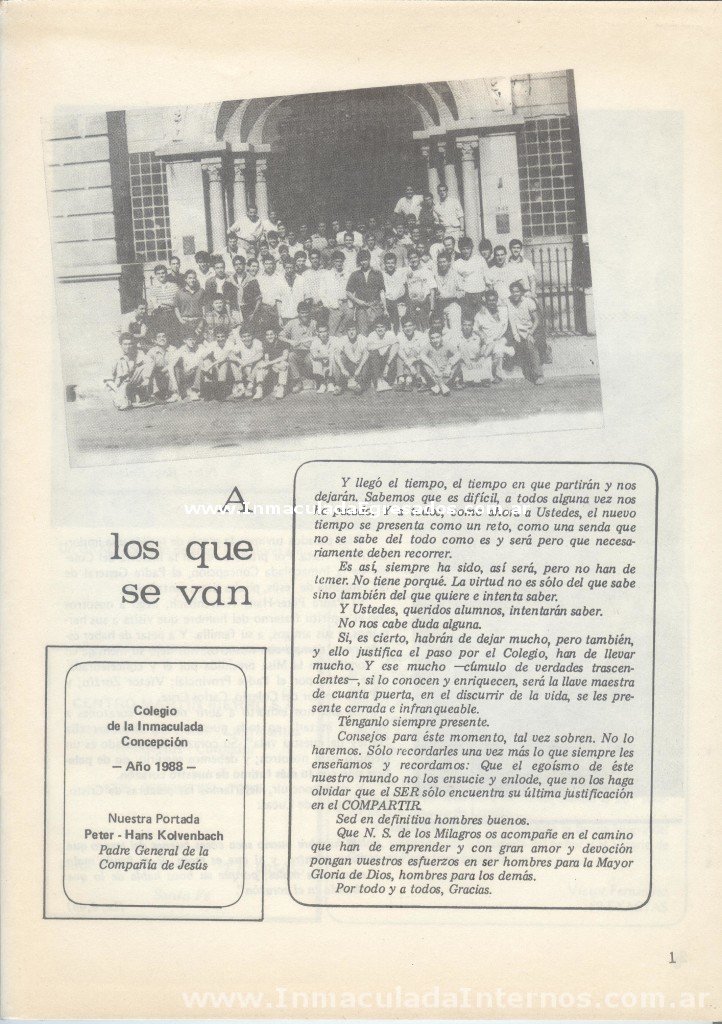 A
los que
se van
Y llegó el tiempo, el tiempo en que partirán y nos
dejarán. Sabemos que es difícil, a todos alguna vez nos
ha pasado. Y a todos, como ahora a Ustedes, el nuevo
tiempo se presenta como un reto, como una senda que
no se sabe del todo como es y será pero que necesa-
riamente deben recorrer.
Es así, siempre ha sido, así será, pero no han de
temer. No tiene porqué. La virtud no es sólo del que sabe
sino también del que quiere e intenta saber.
Y Ustedes, queridos alumnos, intentarán saber.
No nos cabe duda alguna.
Si, es cierto, habrán de dejar mucho, pero también,
y ello justifica el paso por el Colegio, han de llevar
mucho. Y ese mucho —cúmulo de verdades trascen-
dentes—, si lo conocen y enriquecen, será la llave maestra
de cuanta puerta, en el discurrir de la vida, se les pre-
sente cerrada e infranqueable.
Ténganlo siempre presente.
Consejos para éste momento, tal vez sobren. No lo
haremos. Sólo recordarles una vez más lo que siempre les
enseñamos y recordamos: Que el egoísmo de éste
nuestro mundo no los ensucie y enlode, que no los haga
olvidar que el SER sólo encuentra su última justificación
en el COMPARTIR.
Sed en definitiva hombres buenos.
Que N. S. de los Milagros os acompañe en el camino
que han de emprender y con gran amor y devoción
pongan vuestros esfuerzos en ser hombres para la Mayor
Gloria de Dios, hombres para los demás.
Por todo y a todos, Gracias.
Colegio
de la Inmaculada
Concepción
— Año 1988 —
Nuestra Portada
Peter - Hans Kolvenbach
Padre General de la
Compañía de Jesús
1
www.InmaculadaInternos.com.ar
www.InmaculadaEgresados.com.ar